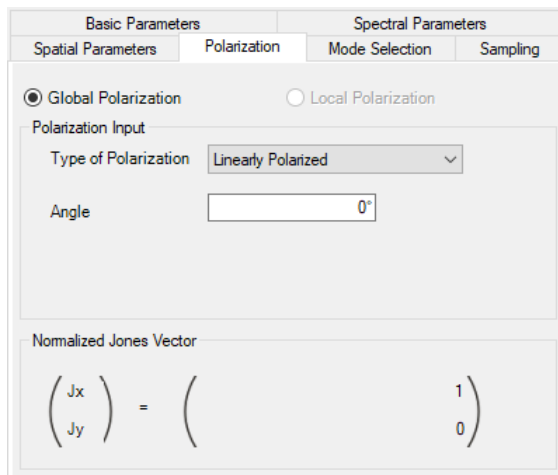 Basic Parameters Spectral Parameters
Spatial Parameters Polarization Mode Selection Sampling
Global Polarization Local Polarization
Polarization Input
Type of Polarization Linearly Polarized
Angle 0°
Normalized Jones Vector
Jx 1
=
Jy 0